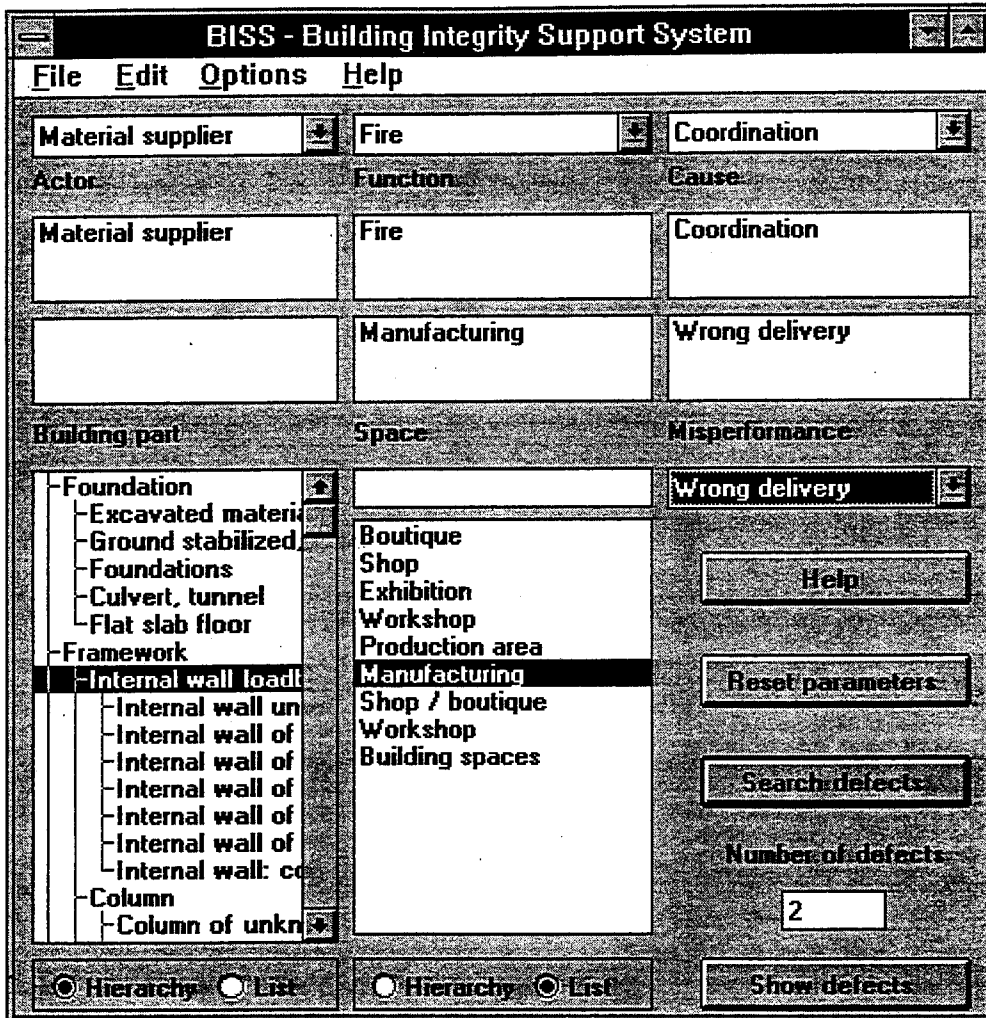 BISS - Building Integrity Support System
File Edit Options Help
Material supplier
Fire
Coordination
Actor
Function
Cause
Material supplier
Fire
Coordination
Manufacturing
Wrong delivery
Building part
Space
Misperformance
Foundation
Excavated materia
Ground stabilized,
Foundations
Culvert, tunnel
Flat slab floor
Framework
Internal wall loadb
Internal wall un
Internal wall of
Internal wall of
Internal wall of
Internal wall of
Internal wall of
Internal wall: co
Column
Column of unkn
Hierarchy List
Boutique
Shop
Exhibition
Workshop
Production area
Manufacturing
Shop / boutique
Workshop
Building spaces
Hierarchy List
Wrong delivery
Help
Reset parameters
Search defects
Number of defects
2
Show defects